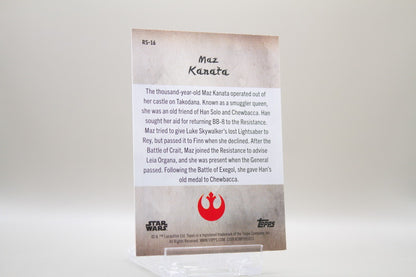 RS-16
Maz
Kanata
The thousand-year-old Maz Kanata operated out of
her castle on Takodana. Known as a smuggler queen,
she was an old friend of Han Solo and Chewbacca. Han
sought her aid for returning BB-8 to the Resistance.
Maz tried to give Luke Skywalker's lost Lightsaber to
Rey, but passed it to Finn when she declined. After the
Battle of Crait, Maz joined the Resistance to advise
Leia Organa, and she was present when the General
passed. Following the Battle of Exegol, she gave Han's
old medal to Chewbacca.
STAR
WARS
Topps